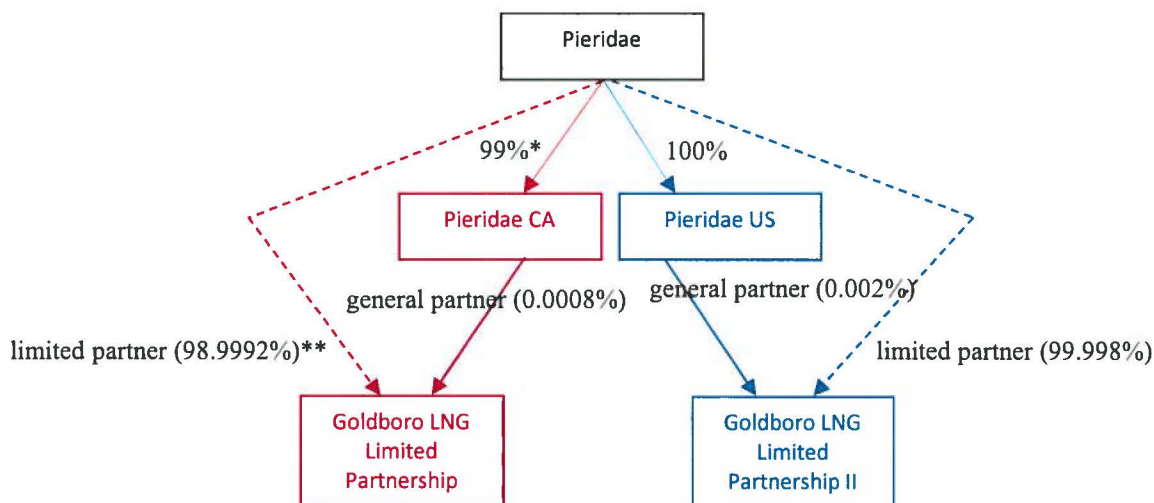 Pieridae
99%*
100%
Pieridae CA
Pieridae US
general partner (0.0008%)
general partner (0.002%)
limited partner (98.9992%)**
limited partner (99.998%)
Goldboro LNG
Limited
Partnership
Goldboro LNG
Limited
Partnership II